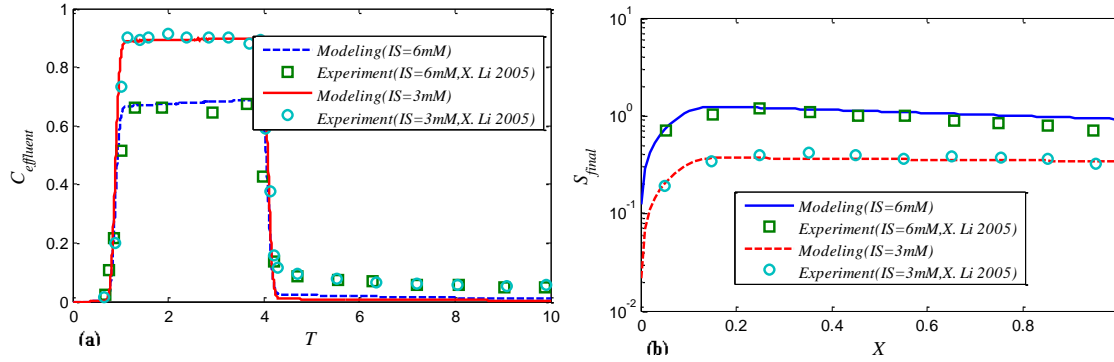 1
0.8
0.6
0.4
0.2
0
C_effluent
0 2 4 6 8 10
T
(a)
Modeling(IS=6mM)
Experiment(IS=6mM,X. Li 2005)
Modeling(IS=3mM)
Experiment(IS=3mM,X. Li 2005)
10^1
10^0
10^-1
10^-2
S_final
0 0.2 0.4 0.6 0.8
X
(b)
Modeling(IS=6mM)
Experiment(IS=6mM,X. Li 2005)
Modeling(IS=3mM)
Experiment(IS=3mM,X. Li 2005)